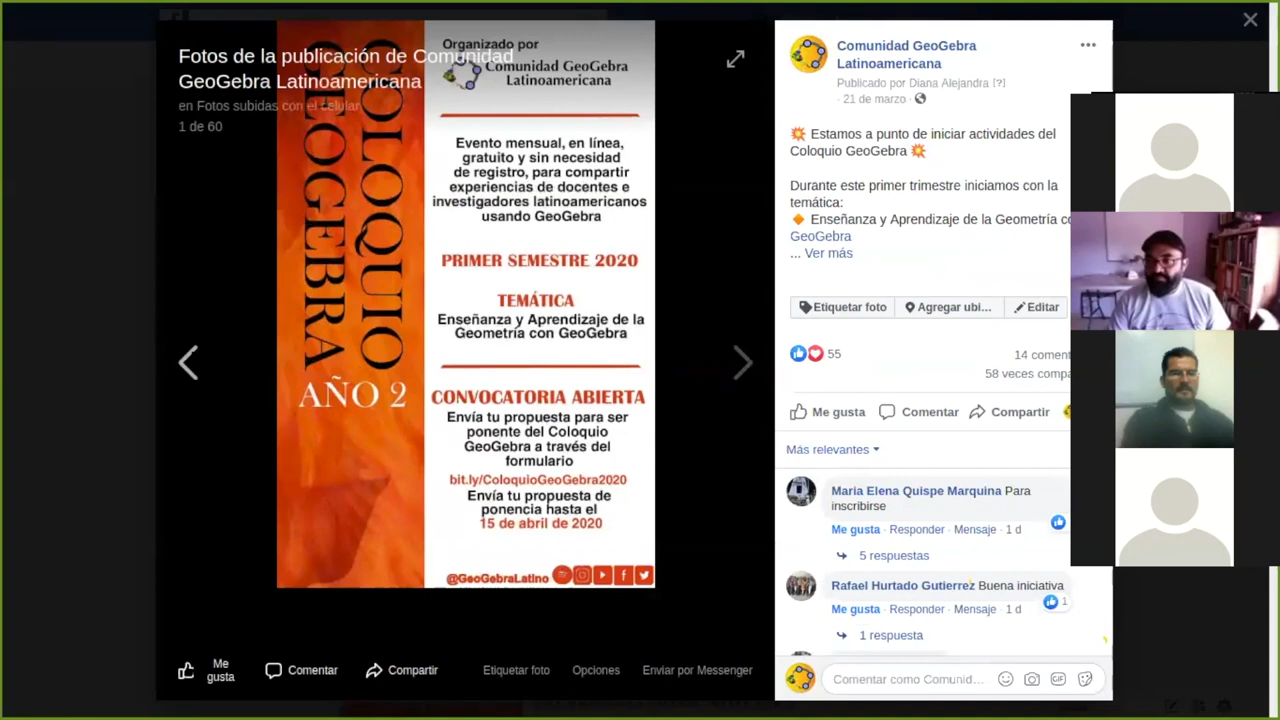 Fotos de la publicación de Comunidad
GeoGebra Latinoamericana
en Fotos subidas con el celular
1 de 60
COLOQUIO
GEOGEBRA
AÑO 2
Organizado por
Comunidad GeoGebra
Latinoamericana
Evento mensual, en línea,
gratuito y sin necesidad
de registro, para compartir
experiencias de docentes e
investigadores latinoamericanos
usando GeoGebra
PRIMER SEMESTRE 2020
TEMÁTICA
Enseñanza y Aprendizaje de la
Geometría con GeoGebra
CONVOCATORIA ABIERTA
Envía tu propuesta para ser
ponente del Coloquio
GeoGebra a través del
formulario
bit.ly/ColoquioGeoGebra2020
Envía tu propuesta de
ponencia hasta el
15 de abril de 2020
@GeoGebraLatino
Me gusta
Comentar
Compartir
Etiquetar foto
Opciones
Enviar por Messenger
Comunidad GeoGebra
Latinoamericana
Publicado por Diana Alejandra [?]
· 21 de marzo ·
Estamos a punto de iniciar actividades del
Coloquio GeoGebra
Durante este primer trimestre iniciamos con la
temática:
Enseñanza y Aprendizaje de la Geometría co
GeoGebra
... Ver más
Etiquetar foto
Agregar ubi...
Editar
55
14 coment
58 veces compa
Me gusta
Comentar
Compartir
Más relevantes
Maria Elena Quispe Marquina Para
inscribirse
Me gusta · Responder · Mensaje · 1 d
5 respuestas
Rafael Hurtado Gutierrez Buena iniciativa
1
Me gusta · Responder · Mensaje · 1 d
1 respuesta
Comentar como Comunid...
GIF